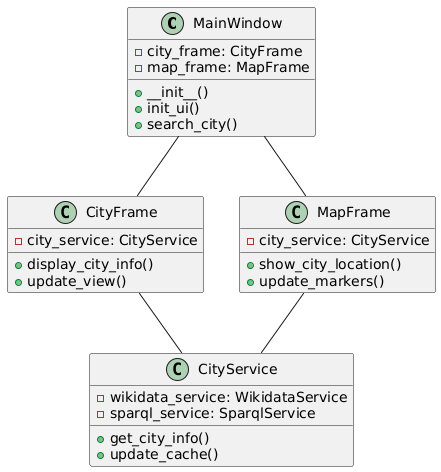 C MainWindow
city_frame: CityFrame
map_frame: MapFrame
__init__()
init_ui()
search_city()
C CityFrame
city_service: CityService
display_city_info()
update_view()
C MapFrame
city_service: CityService
show_city_location()
update_markers()
C CityService
wikidata_service: WikidataService
sparql_service: SparqlService
get_city_info()
update_cache()